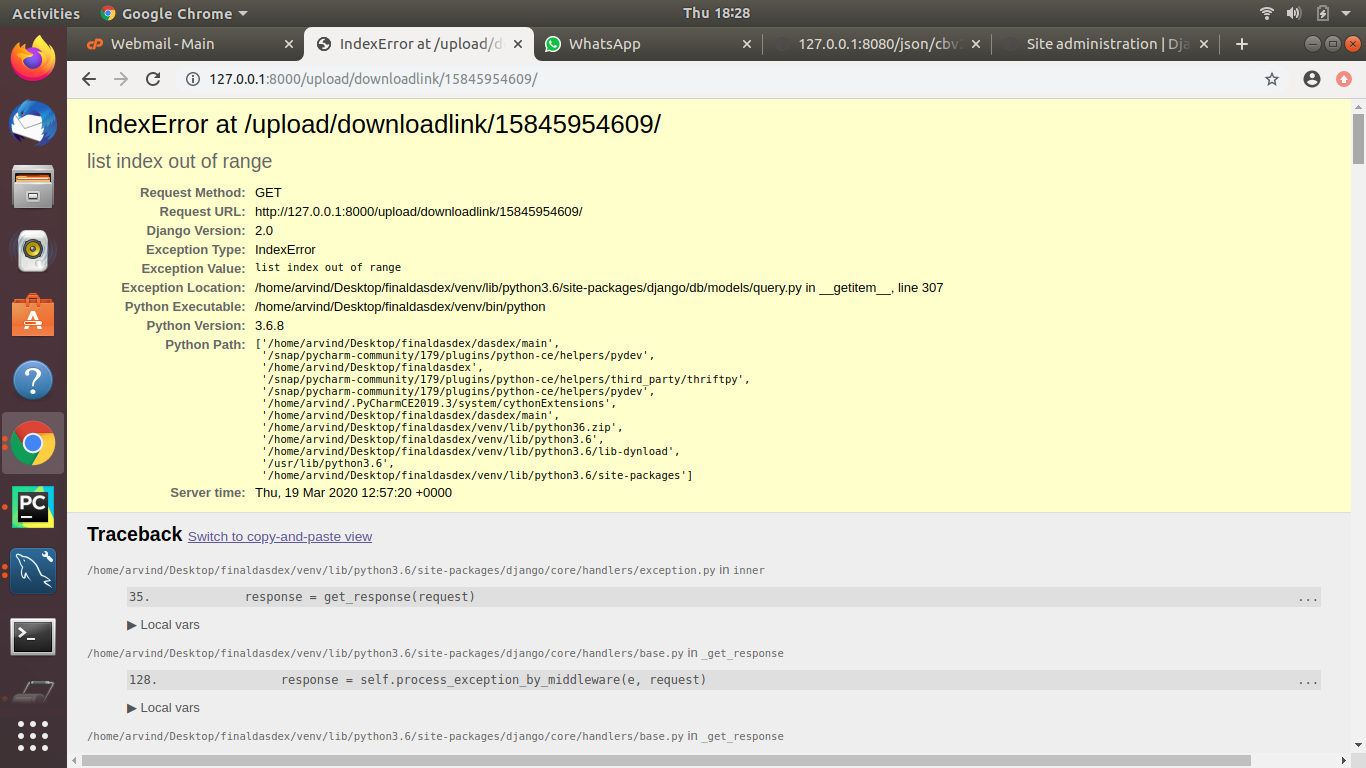 Activities Google Chrome Thu 18:28
Webmail - Main IndexError at /upload/d WhatsApp 127.0.0.1:8080/json/cbv Site administration | Dja
127.0.0.1:8000/upload/downloadlink/15845954609/
IndexError at /upload/downloadlink/15845954609/
list index out of range
Request Method: GET
Request URL: http://127.0.0.1:8000/upload/downloadlink/15845954609/
Django Version: 2.0
Exception Type: IndexError
Exception Value: list index out of range
Exception Location: /home/arvind/Desktop/finaldasdex/venv/lib/python3.6/site-packages/django/db/models/query.py in __getitem__, line 307
Python Executable: /home/arvind/Desktop/finaldasdex/venv/bin/python
Python Version: 3.6.8
Python Path: ['/home/arvind/Desktop/finaldasdex/dasdex/main',
'/snap/pycharm-community/179/plugins/python-ce/helpers/pydev',
'/home/arvind/Desktop/finaldasdex',
'/snap/pycharm-community/179/plugins/python-ce/helpers/third_party/thriftpy',
'/snap/pycharm-community/179/plugins/python-ce/helpers/pydev',
'/home/arvind/.PyCharmCE2019.3/system/cythonExtensions',
'/home/arvind/Desktop/finaldasdex/dasdex/main',
'/home/arvind/Desktop/finaldasdex/venv/lib/python36.zip',
'/home/arvind/Desktop/finaldasdex/venv/lib/python3.6',
'/home/arvind/Desktop/finaldasdex/venv/lib/python3.6/lib-dynload',
'/usr/lib/python3.6',
'/home/arvind/Desktop/finaldasdex/venv/lib/python3.6/site-packages']
Server time: Thu, 19 Mar 2020 12:57:20 +0000
Traceback Switch to copy-and-paste view
/home/arvind/Desktop/finaldasdex/venv/lib/python3.6/site-packages/django/core/handlers/exception.py in inner
35. response = get_response(request) ...
▶ Local vars
/home/arvind/Desktop/finaldasdex/venv/lib/python3.6/site-packages/django/core/handlers/base.py in _get_response
128. response = self.process_exception_by_middleware(e, request) ...
▶ Local vars
/home/arvind/Desktop/finaldasdex/venv/lib/python3.6/site-packages/django/core/handlers/base.py in _get_response